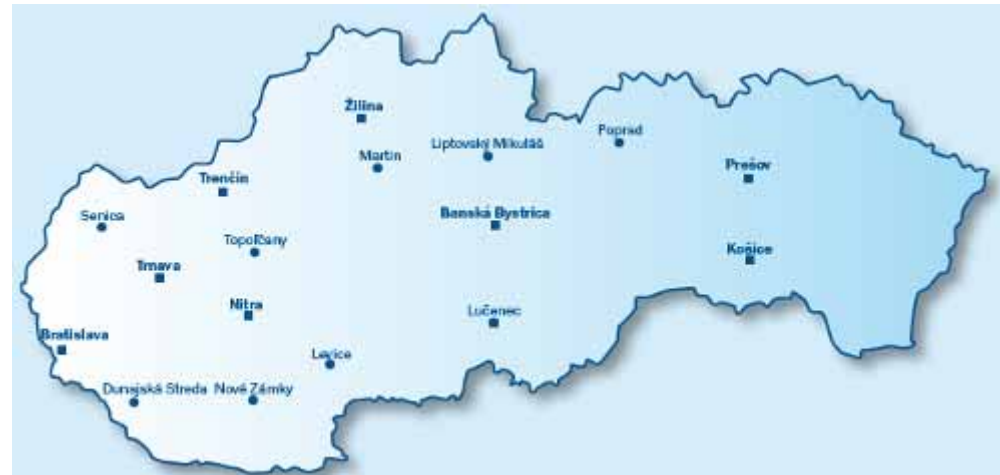 Žilina
Poprad
Liptovský Mikuláš
Martin
Prešov
Trenčín
Banská Bystrica
Senica
Topoľčany
Košice
Trnava
Nitra
Lučenec
Bratislava
Levice
Dunajská Streda
Nové Zámky